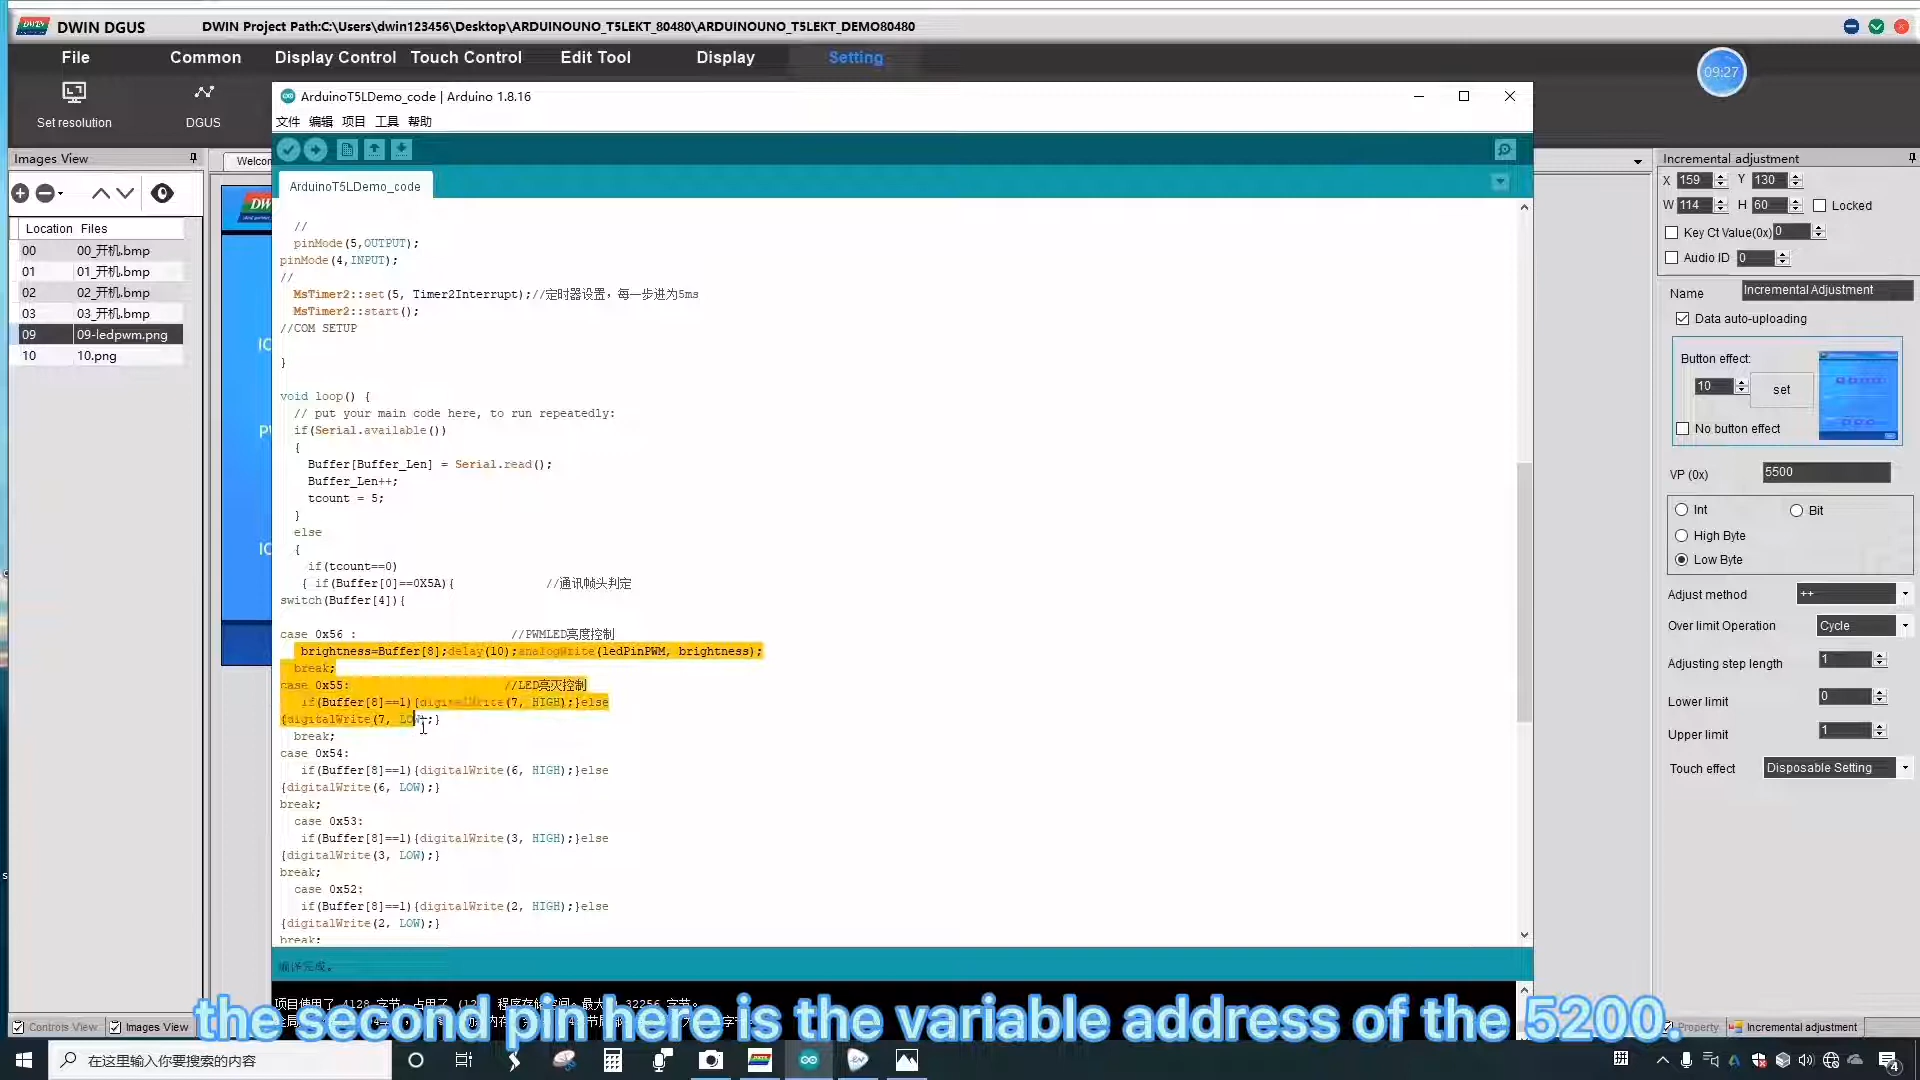 DWIN DGUS
DWIN Project Path:C:\Users\dwin123456\Desktop\ARDUINOUNO_T5LEKT_80480\ARDUINOUNO_T5LEKT_DEMO80480
File Common Display Control Touch Control Edit Tool Display Setting
09:27
Set resolution
DGUS
ArduinoT5LDemo_code | Arduino 1.8.16
文件 编辑 项目 工具 帮助
Images View
Welcom
ArduinoT5LDemo_code
Location Files
00 00_开机.bmp
01 01_开机.bmp
02 02_开机.bmp
03 03_开机.bmp
09 09-ledpwm.png
10 10.png
//
pinMode(5,OUTPUT);
pinMode(4,INPUT);
//
MsTimer2::set(5, Timer2Interrupt);//定时器设置，每一步进为5ms
MsTimer2::start();
//COM SETUP
}
void loop() {
// put your main code here, to run repeatedly:
if(Serial.available())
{
Buffer[Buffer_Len] = Serial.read();
Buffer_Len++;
tcount = 5;
}
else
{
if(tcount==0)
{ if(Buffer[0]==0X5A){ //通讯帧头判定
switch(Buffer[4]){
case 0x56 : //PWMLED亮度控制
brightness=Buffer[8];delay(10);analogWrite(ledPinPWM, brightness);
break;
case 0x55: //LED亮灭控制
if(Buffer[8]==1){digitalWrite(7, HIGH);}else
{digitalWrite(7, LOW);}
break;
case 0x54:
if(Buffer[8]==1){digitalWrite(6, HIGH);}else
{digitalWrite(6, LOW);}
break;
case 0x53:
if(Buffer[8]==1){digitalWrite(3, HIGH);}else
{digitalWrite(3, LOW);}
break;
case 0x52:
if(Buffer[8]==1){digitalWrite(2, HIGH);}else
{digitalWrite(2, LOW);}
break;
编译完成。
Incremental adjustment
X 159 Y 130
W 114 H 60 Locked
Key Ct Value(0x) 0
Audio ID 0
Name Incremental Adjustment
Data auto-uploading
Button effect:
10 set
No button effect
VP (0x) 5500
Int Bit
High Byte
Low Byte
Adjust method ++
Over limit Operation Cycle
Adjusting step length 1
Lower limit 0
Upper limit 1
Touch effect Disposable Setting
the second pin here is the variable address of the 5200.
Controls View Images View
Property Incremental adjustment
在这里输入你要搜索的内容
拼
4